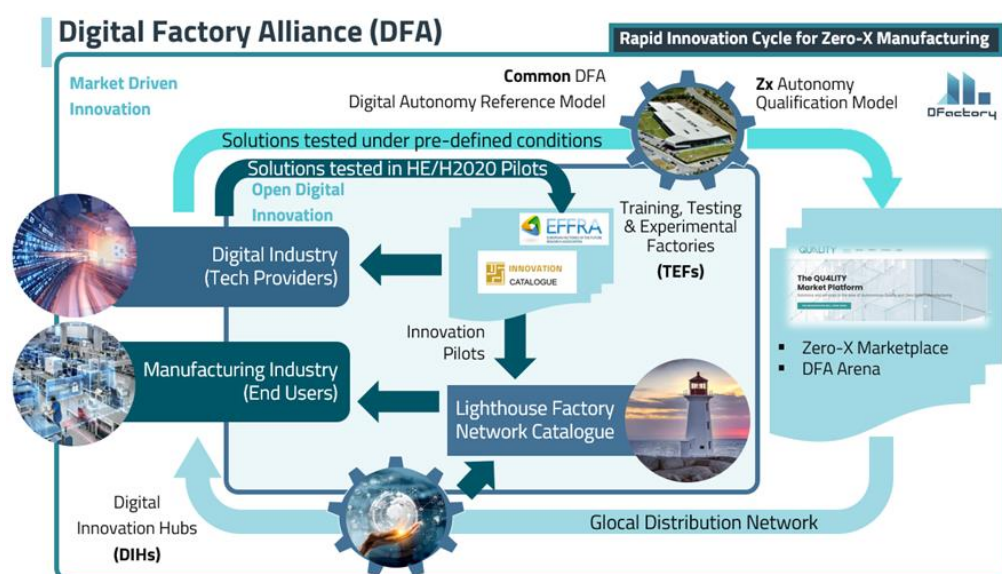 Digital Factory Alliance (DFA)
Rapid Innovation Cycle for Zero-X Manufacturing
Market Driven
Innovation
Common DFA
Digital Autonomy Reference Model
Zx Autonomy
Qualification Model
DFactory
Solutions tested under pre-defined conditions
Solutions tested in HE/H2020 Pilots
Open Digital
Innovation
EFFRA
INNOVATION
CATALOGUE
Training, Testing
& Experimental
Factories
(TEFs)
Digital Industry
(Tech Providers)
QU4LITY
The QU4LITY
Market Platform
Innovation
Pilots
Manufacturing Industry
(End Users)
Lighthouse Factory
Network Catalogue
▪ Zero-X Marketplace
▪ DFA Arena
Digital
Innovation Hubs
(DIHs)
Glocal Distribution Network